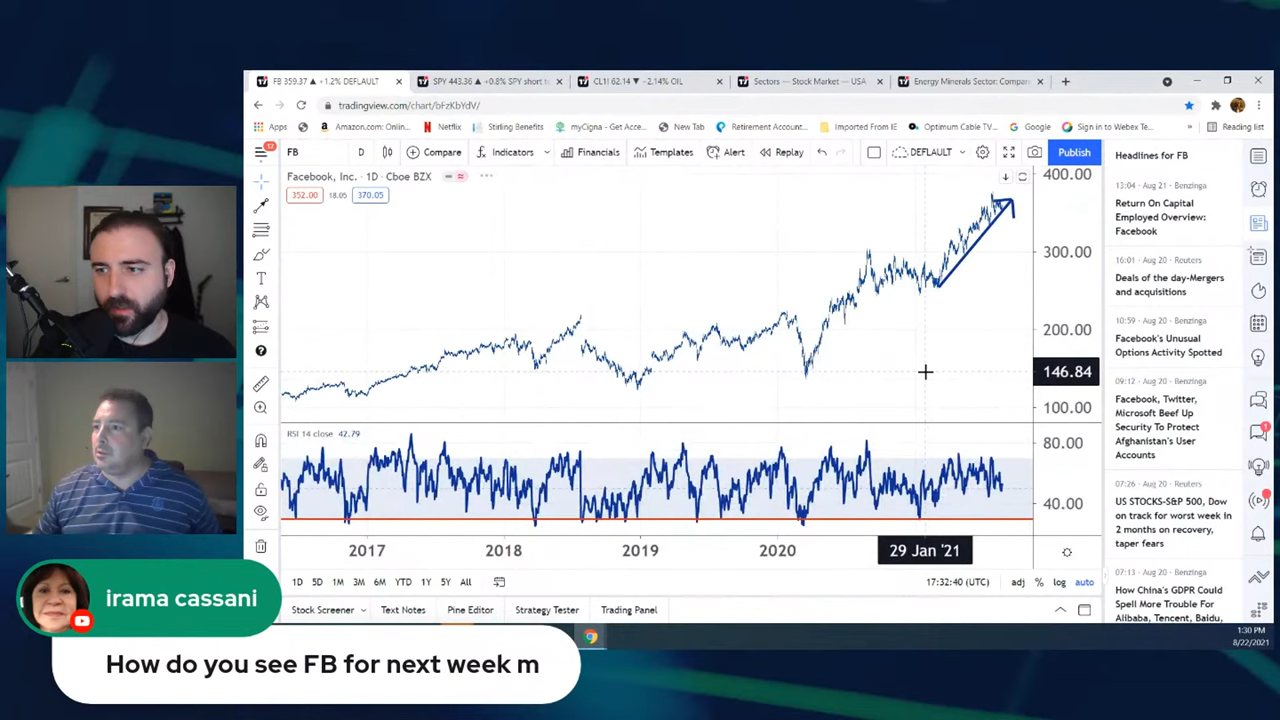 FB 359.37 ▲ +1.2% DEFLAULT
SPY 443.36 ▲ +0.8% SPY short t
CL1! 62.14 ▼ −2.14% OIL
Sectors — Stock Market — USA
Energy Minerals Sector: Compan
tradingview.com/chart/bFzKbYdV/
Apps
Amazon.com: Onlin...
Netflix
Stirling Benefits
myCigna - Get Acce...
New Tab
Retirement Account...
Imported From IE
Optimum Cable TV...
Google
Sign in to Webex Te...
»
Reading list
12
FB
D
Compare
Indicators
Financials
Templates
Alert
Replay
DEFLAULT
Publish
Facebook, Inc. · 1D · Cboe BZX
352.00
18.05
370.05
400.00
300.00
200.00
146.84
100.00
RSI 14 close 42.79
80.00
40.00
2017
2018
2019
2020
29 Jan '21
1D
5D
1M
3M
6M
YTD
1Y
5Y
All
17:32:40 (UTC)
adj
%
log
auto
Stock Screener
Text Notes
Pine Editor
Strategy Tester
Trading Panel
Headlines for FB
13:04 - Aug 21 - Benzinga
Return On Capital
Employed Overview:
Facebook
16:01 - Aug 20 - Reuters
Deals of the day-Mergers
and acquisitions
10:59 - Aug 20 - Benzinga
Facebook's Unusual
Options Activity Spotted
09:12 - Aug 20 - Benzinga
Facebook, Twitter,
Microsoft Beef Up
Security To Protect
Afghanistan's User
Accounts
07:26 - Aug 20 - Reuters
US STOCKS-S&P 500, Dow
on track for worst week in
2 months on recovery,
taper fears
07:13 - Aug 20 - Benzinga
How China's GDPR Could
Spell More Trouble For
Alibaba, Tencent, Baidu,
1
1:30 PM
8/22/2021
irama cassani
How do you see FB for next week m